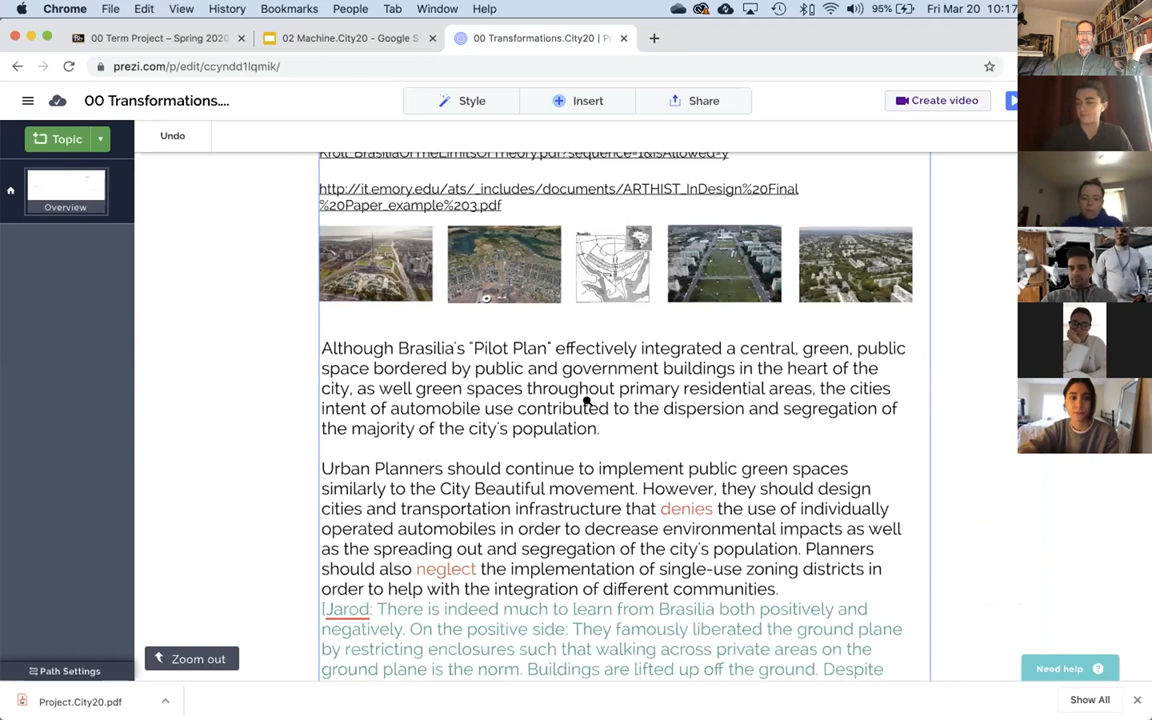 Chrome File Edit View History Bookmarks People Tab Window Help 95% Fri Mar 20 10:17
00 Term Project – Spring 2020 02 Machine.City20 - Google S 00 Transformations.City20 | P
prezi.com/p/edit/ccyndd1lqmik/
00 Transformations.... Style Insert Share Create video
Topic Undo
Kroll_BrasiliaOrTheLimitsOfTheory.pdf?sequence=1&isAllowed=y
http://it.emory.edu/ats/_includes/documents/ARTHIST_InDesign%20Final
%20Paper_example%203.pdf
Overview
Although Brasilia's "Pilot Plan" effectively integrated a central, green, public
space bordered by public and government buildings in the heart of the
city, as well green spaces throughout primary residential areas, the cities
intent of automobile use contributed to the dispersion and segregation of
the majority of the city's population.
Urban Planners should continue to implement public green spaces
similarly to the City Beautiful movement. However, they should design
cities and transportation infrastructure that denies the use of individually
operated automobiles in order to decrease environmental impacts as well
as the spreading out and segregation of the city's population. Planners
should also neglect the implementation of single-use zoning districts in
order to help with the integration of different communities.
[Jarod: There is indeed much to learn from Brasilia both positively and
negatively. On the positive side: They famously liberated the ground plane
by restricting enclosures such that walking across private areas on the
ground plane is the norm. Buildings are lifted up off the ground. Despite
Zoom out
Path Settings
Need help ?
Project.City20.pdf
Show All